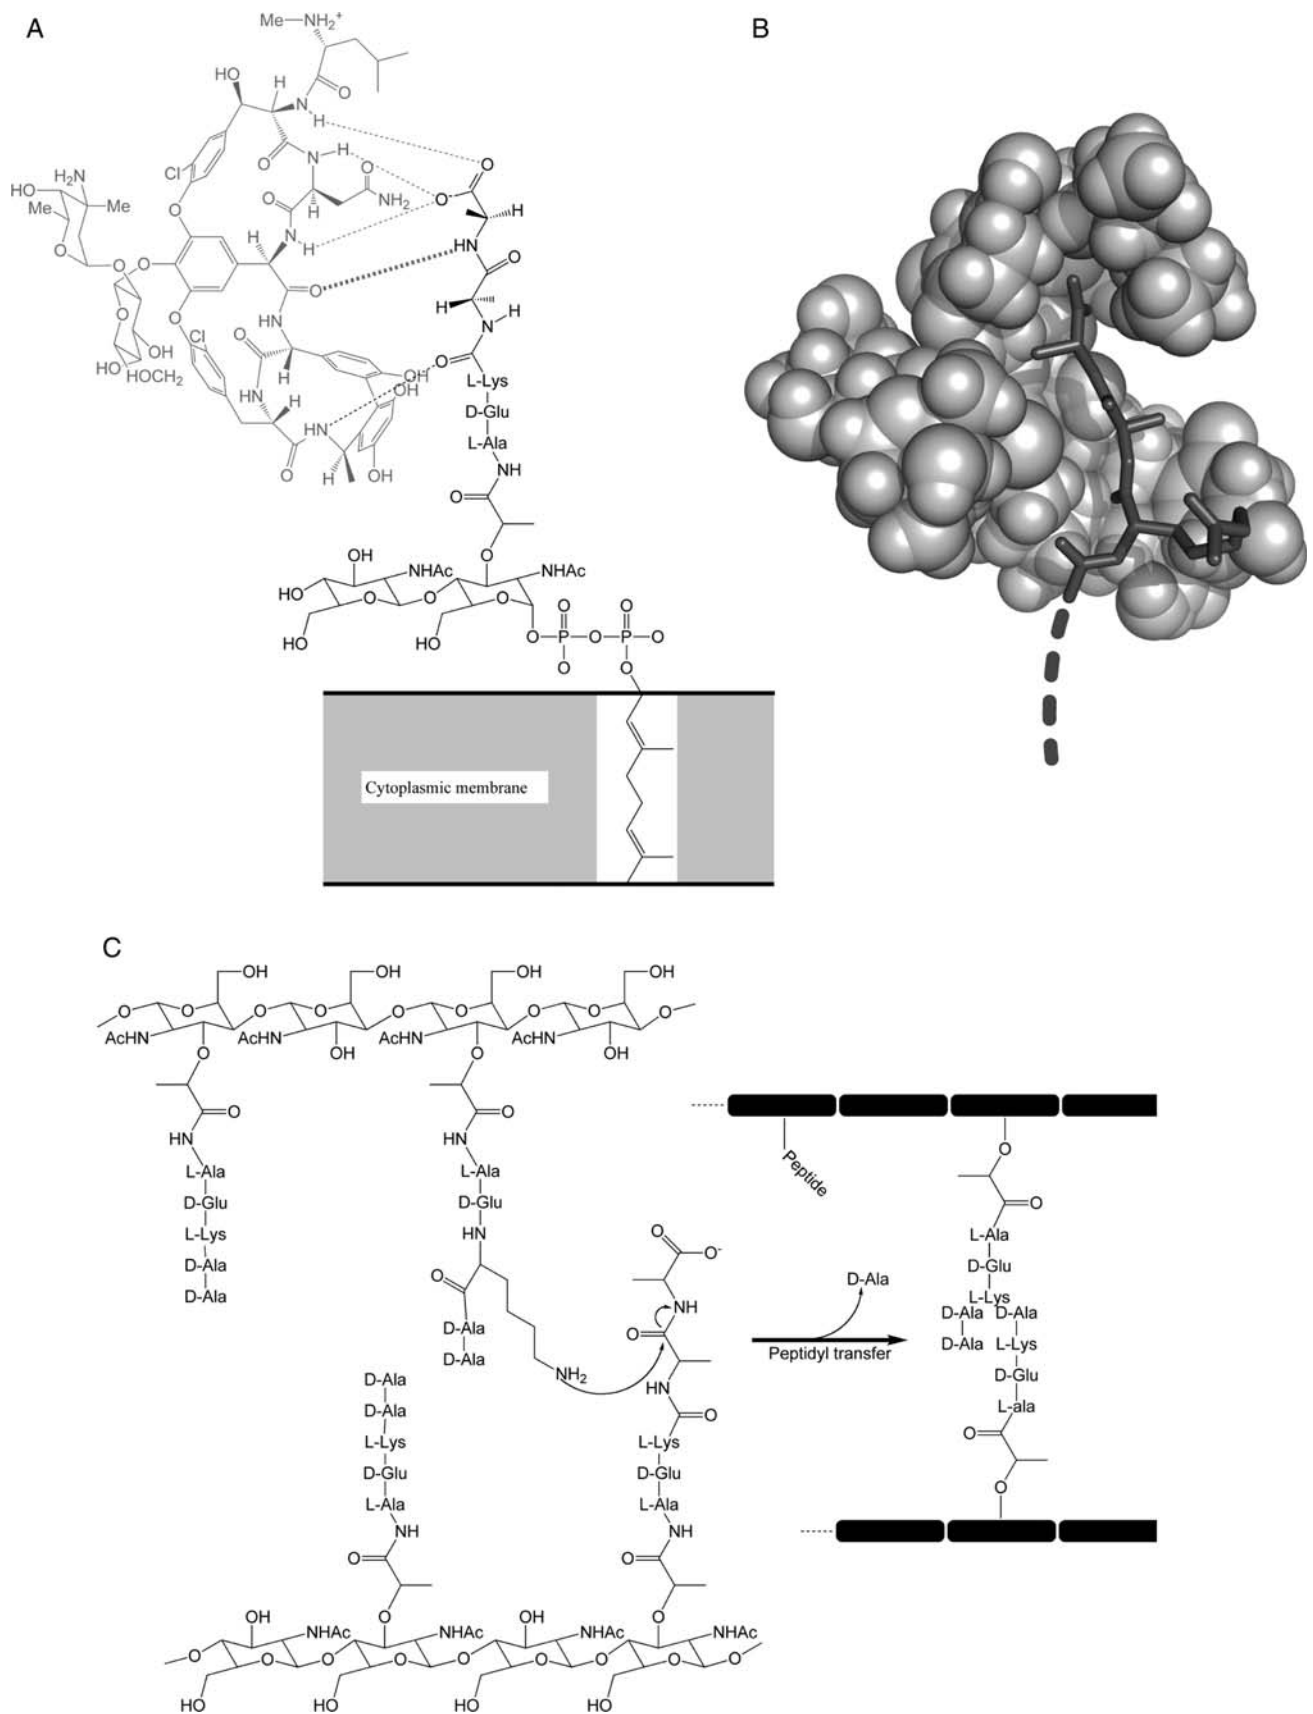 A
B
Me—NH2+
HO
H
N
O
H
O
N H
O
Cl
O
O
NH2
O-
H
H2N
HO
Me
Me
O
H
N
H
NH
O
O
O
O
O
O
O
H
N
H
Cl
HN
O
O
O
OH
HO
HOCH2
O
H
NH
OH
OH
L-Lys
D-Glu
L-Ala
HN
O
H
OH
NH
O
O
OH
NHAc
NHAc
HO
O
O
O
HO
HO
O
O
O
P
O
P
O
O
O
O
Cytoplasmic membrane
C
OH
OH
OH
HO
O
O
O
O
O
O
O
O
O
AcHN
AcHN
AcHN
AcHN
O
OH
O
OH
O
O
HN
HN
L-Ala
D-Glu
L-Lys
D-Ala
D-Ala
L-Ala
D-Glu
HN
O
D-Ala
D-Ala
NH2
O
O-
NH
O
HN
O
L-Lys
D-Glu
L-Ala
NH
O
O
D-Ala
D-Ala
L-Lys
D-Glu
L-Ala
NH
O
O
OH
NHAc
NHAc
OH
NHAc
NHAc
O
O
O
O
O
O
O
O
O
HO
HO
HO
HO
Peptide
D-Ala
Peptidyl transfer
O
O
L-Ala
D-Glu
L-Lys
D-Ala
D-Ala
D-Ala
L-Lys
D-Glu
L-ala
O
O